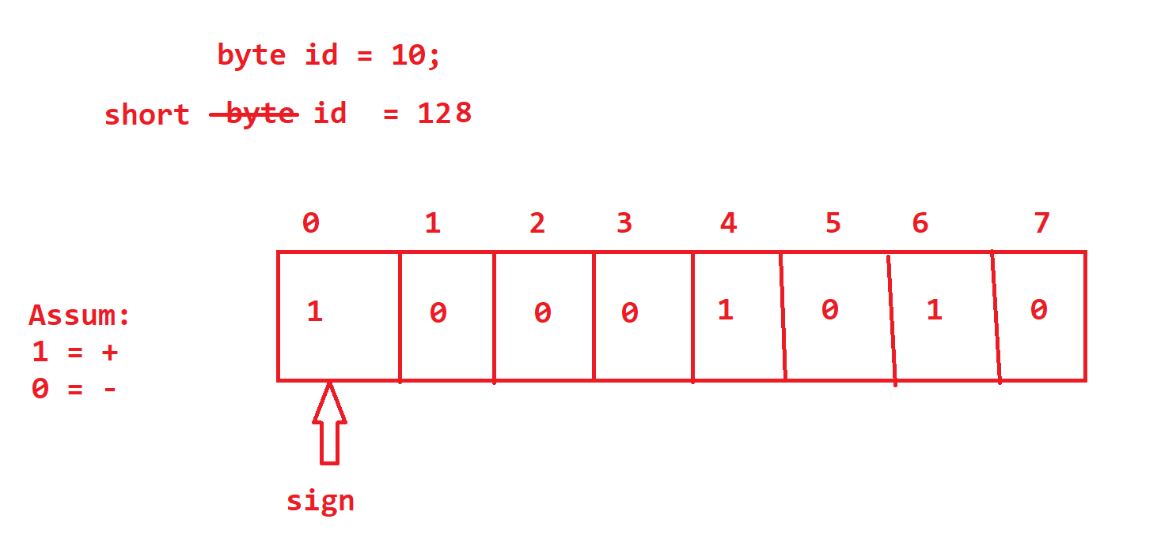 byte id = 10;
short byte id = 128
0 1 2 3 4 5 6 7
1 0 0 0 1 0 1 0
Assum:
1 = +
0 = -
sign